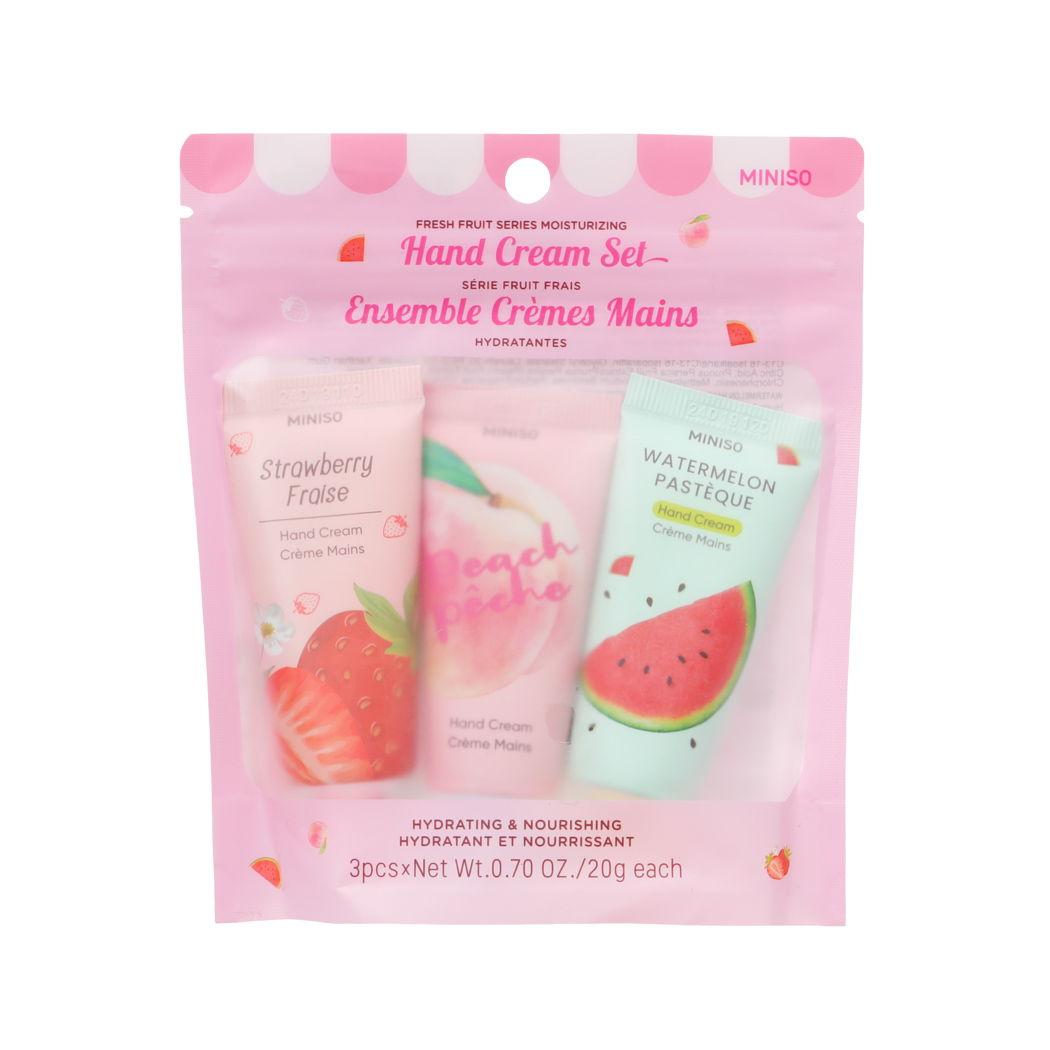 MINISO
FRESH FRUIT SERIES MOISTURIZING
Hand Cream Set
SÉRIE FRUIT FRAIS
Ensemble Crèmes Mains
HYDRATANTES
MINISO
Strawberry
Fraise
Hand Cream
Crème Mains
MINISO
Peach
pêche
Hand Cream
Crème Mains
MINISO
WATERMELON
PASTÈQUE
Hand Cream
Crème Mains
HYDRATING & NOURISHING
HYDRATANT ET NOURRISSANT
3pcsxNet Wt.0.70 OZ./20g each